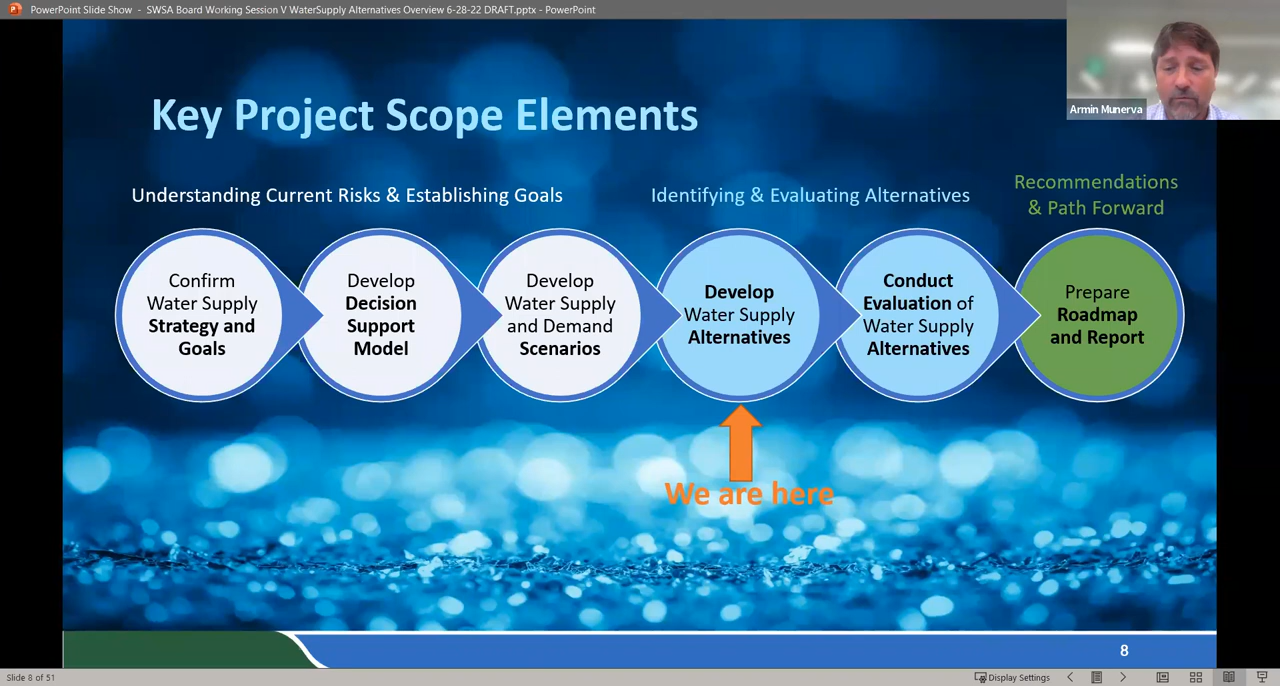 PowerPoint Slide Show - SWSA Board Working Session V WaterSupply Alternatives Overview 6-28-22 DRAFT.pptx - PowerPoint
Armin Munerva
Key Project Scope Elements
Understanding Current Risks & Establishing Goals
Identifying & Evaluating Alternatives
Recommendations
& Path Forward
Confirm
Water Supply
Strategy and
Goals
Develop
Decision
Support
Model
Develop
Water Supply
and Demand
Scenarios
Develop
Water Supply
Alternatives
Conduct
Evaluation of
Water Supply
Alternatives
Prepare
Roadmap
and Report
We are here
8
Slide 8 of 51
Display Settings